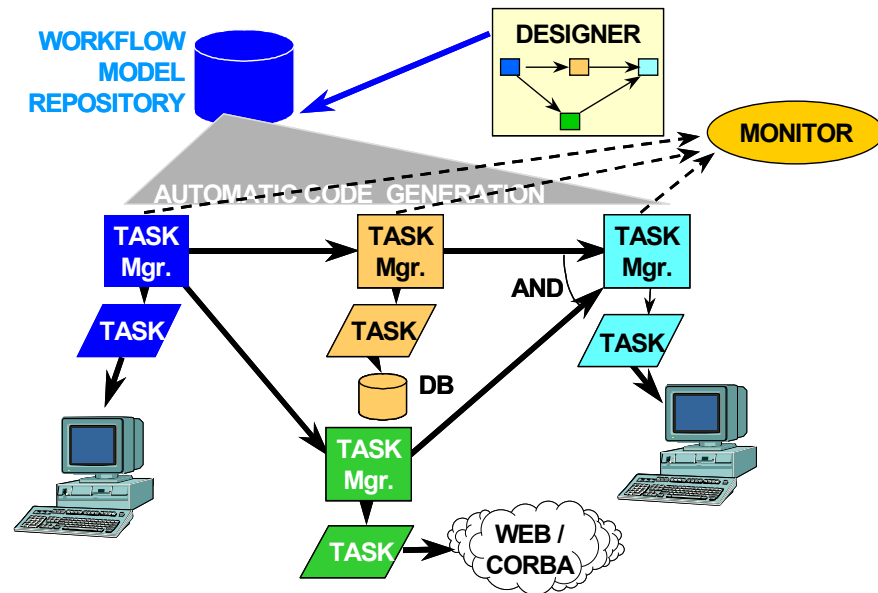 WORKFLOW
MODEL
REPOSITORY
DESIGNER
MONITOR
AUTOMATIC CODE GENERATION
TASK
Mgr.
TASK
Mgr.
TASK
Mgr.
AND
TASK
TASK
TASK
DB
TASK
Mgr.
TASK
WEB /
CORBA